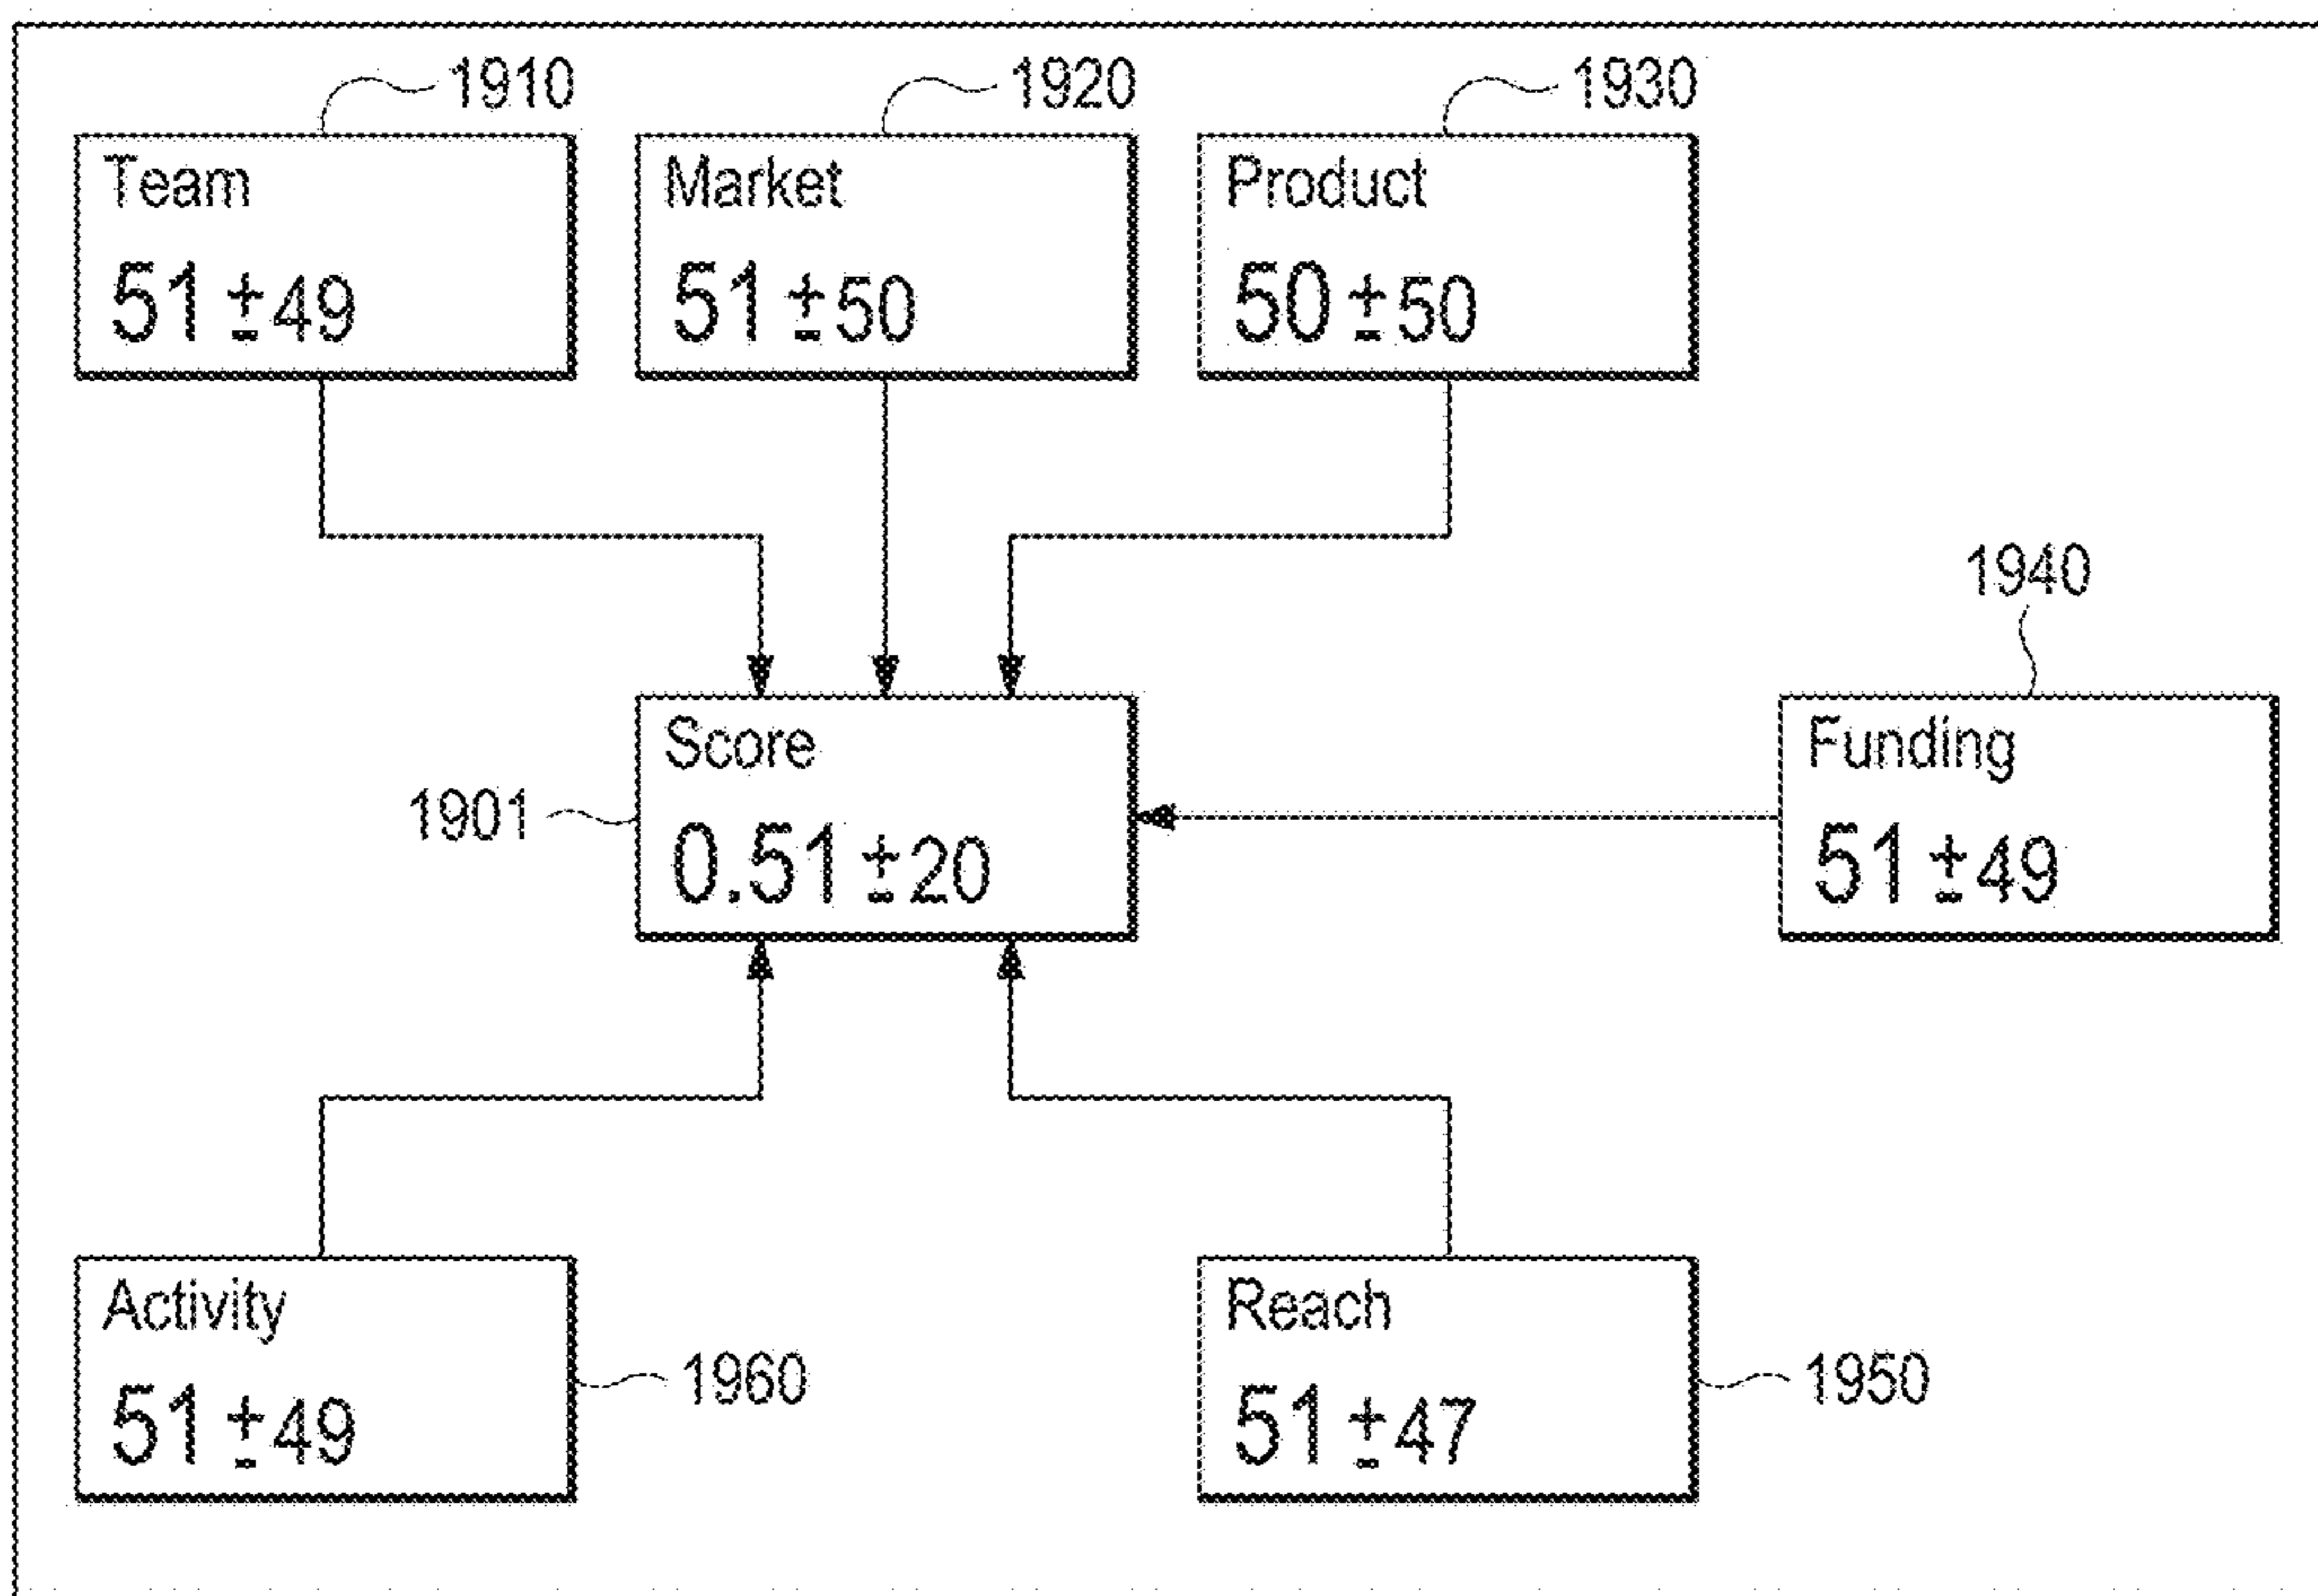 1910
1920
1930
Team
51 ±49
Market
51 ±50
Product
50 ±50
1940
Score
0.51 ±20
1901
Funding
51 ±49
Activity
51 ±49
1960
Reach
51 ±47
1950